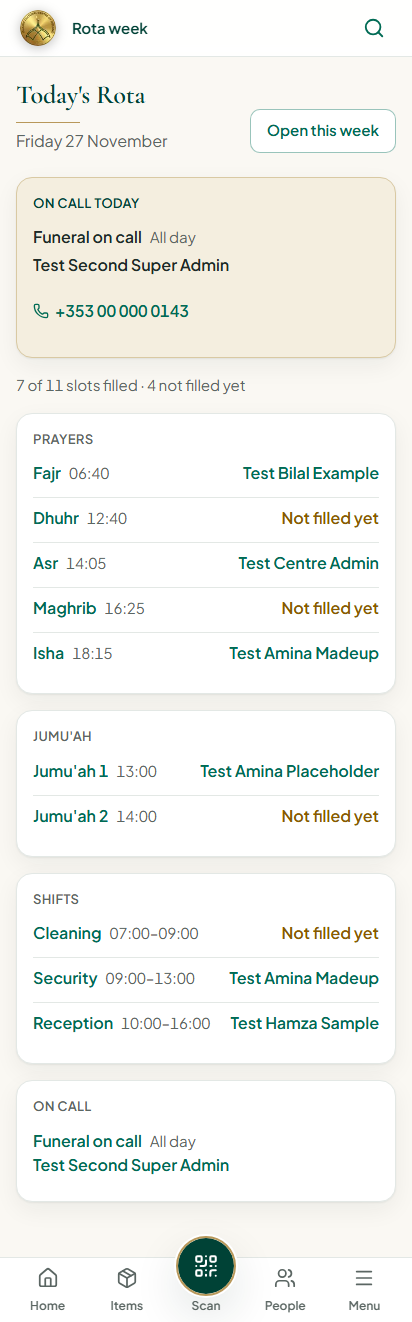 Rota week
Today's Rota
Friday 27 November
Open this week
ON CALL TODAY
Funeral on call All day
Test Second Super Admin
+353 00 000 0143
7 of 11 slots filled · 4 not filled yet
PRAYERS
Fajr 06:40 Test Bilal Example
Dhuhr 12:40 Not filled yet
Asr 14:05 Test Centre Admin
Maghrib 16:25 Not filled yet
Isha 18:15 Test Amina Madeup
JUMU'AH
Jumu'ah 1 13:00 Test Amina Placeholder
Jumu'ah 2 14:00 Not filled yet
SHIFTS
Cleaning 07:00–09:00 Not filled yet
Security 09:00–13:00 Test Amina Madeup
Reception 10:00–16:00 Test Hamza Sample
ON CALL
Funeral on call All day
Test Second Super Admin
Home Items Scan People Menu